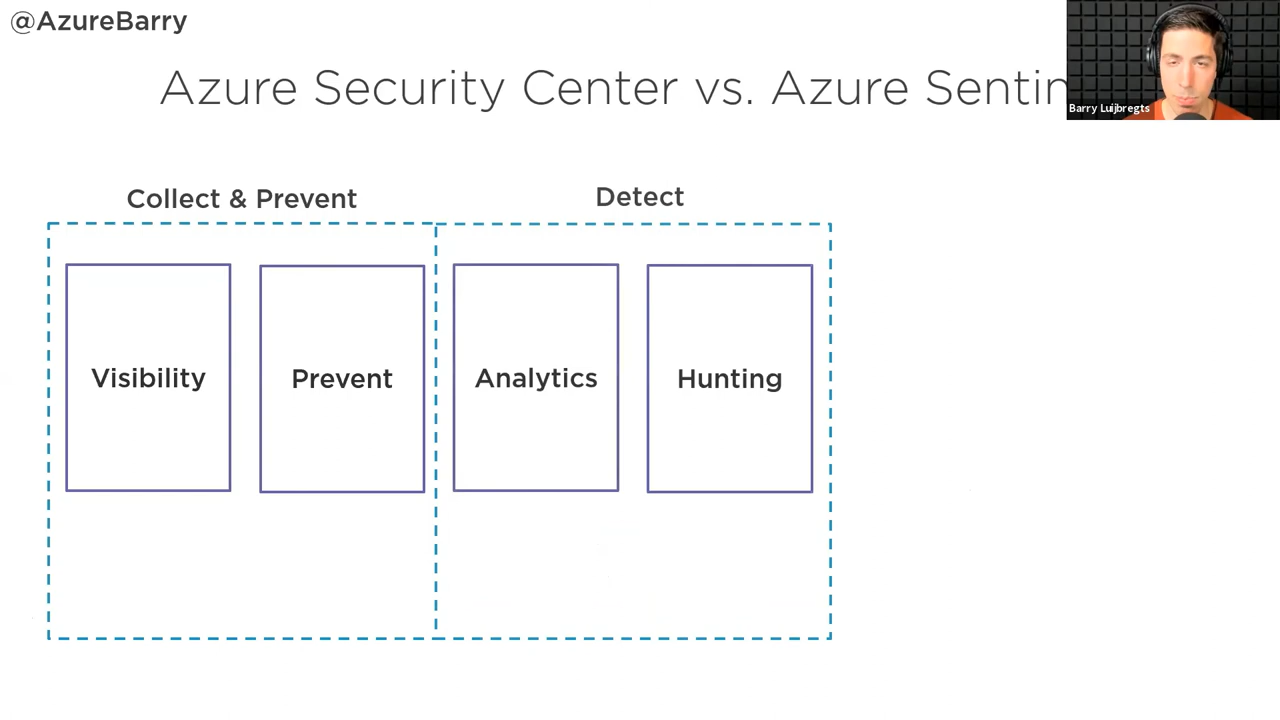 @AzureBarry
Azure Security Center vs. Azure Sentin
Barry Luijbregts
Collect & Prevent
Detect
Visibility
Prevent
Analytics
Hunting